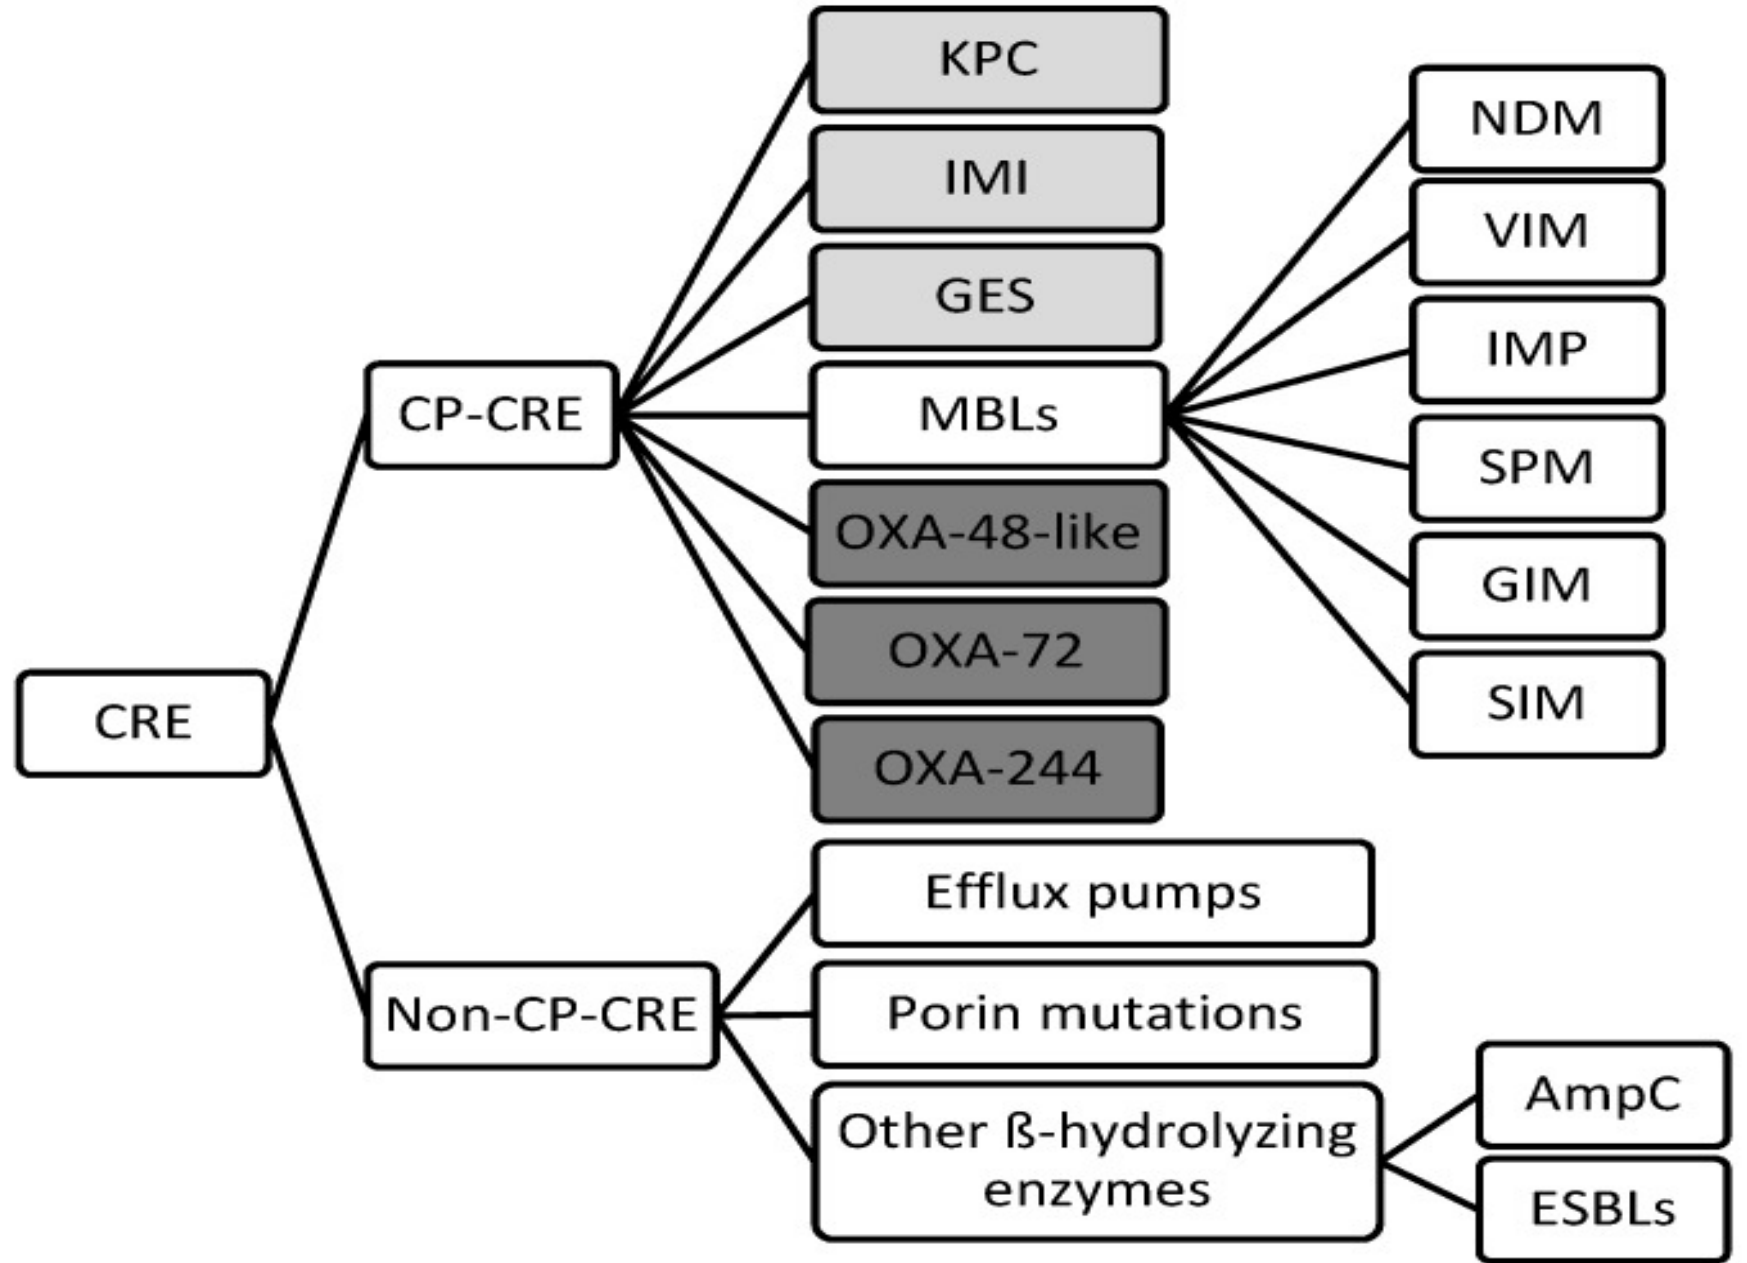 CRE
CP-CRE
KPC
IMI
GES
MBLs
NDM
VIM
IMP
SPM
GIM
SIM
OXA-48-like
OXA-72
OXA-244
Non-CP-CRE
Efflux pumps
Porin mutations
Other ß-hydrolyzing
enzymes
AmpC
ESBLs